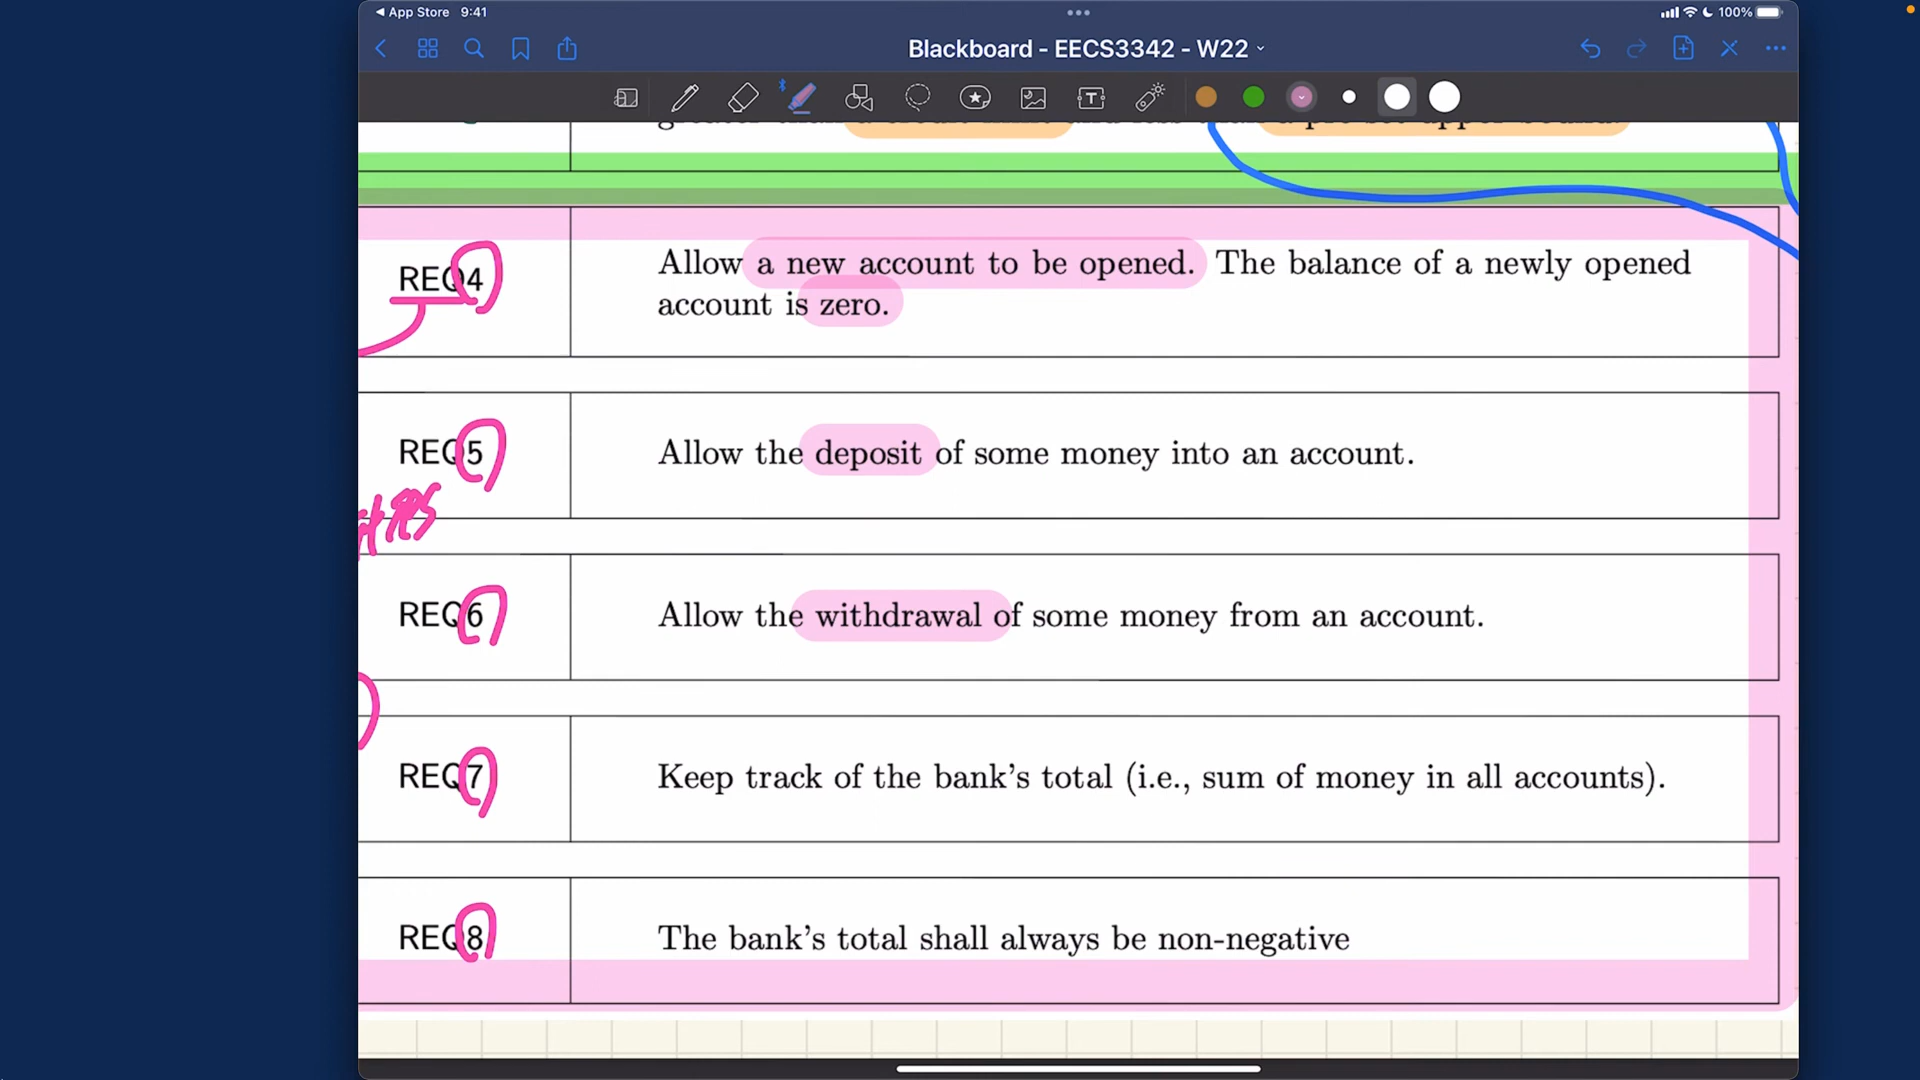 App Store 9:41
100%
Blackboard - EECS3342 - W22
REQ4
Allow a new account to be opened. The balance of a newly opened
account is zero.
REQ5
Allow the deposit of some money into an account.
REQ6
Allow the withdrawal of some money from an account.
REQ7
Keep track of the bank's total (i.e., sum of money in all accounts).
REQ8
The bank's total shall always be non-negative